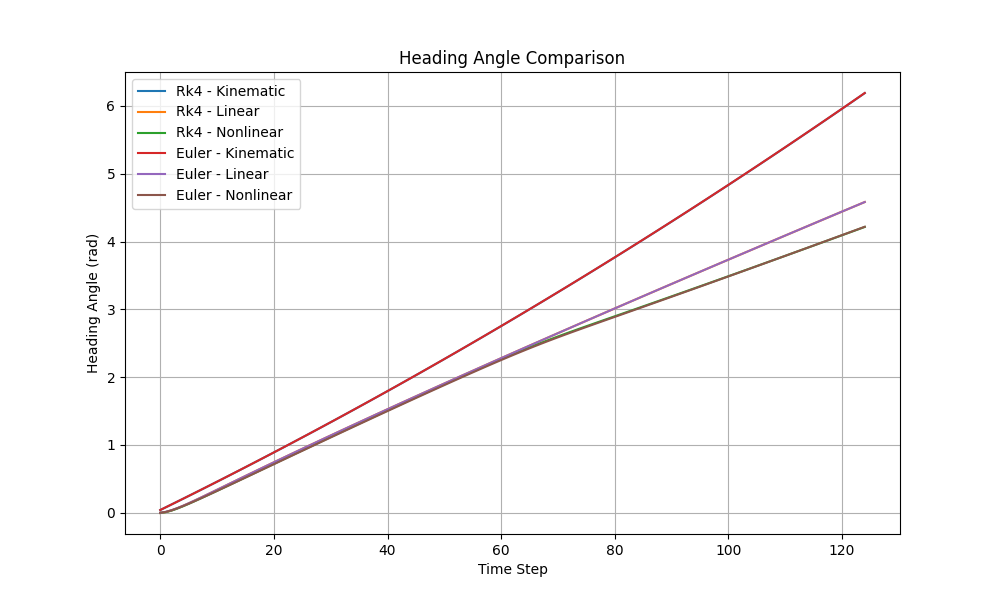 Heading Angle Comparison
Rk4 - Kinematic
Rk4 - Linear
Rk4 - Nonlinear
Euler - Kinematic
Euler - Linear
Euler - Nonlinear
Heading Angle (rad)
6
5
4
3
2
1
0
0 20 40 60 80 100 120
Time Step